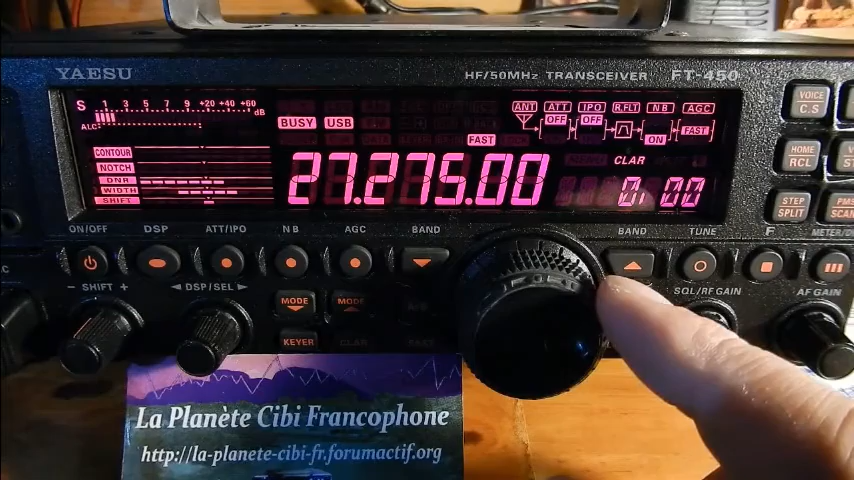 YAESU
HF/50MHz TRANSCEIVER FT-450
S 1 3 5 7 9 +20 +40 +60 dB
ALC
BUSY USB
FAST
ANT ATT IPO R.FLT NB AGC
OFF OFF ON FAST
CONTOUR
NOTCH
DNR
WIDTH
SHIFT
27.275.00
CLAR
0.00
VOICE
C.S
HOME
RCL
STEP
SPLIT
PMS
SCAN
ON/OFF DSP ATT/IPO NB AGC BAND BAND TUNE F METER/
- SHIFT + ◄ DSP/SEL ► MODE MODE SQL/RF GAIN AF GAIN
KEYER CLAR FAST
La Planète Cibi Francophone
http://la-planete-cibi-fr.forumactif.org